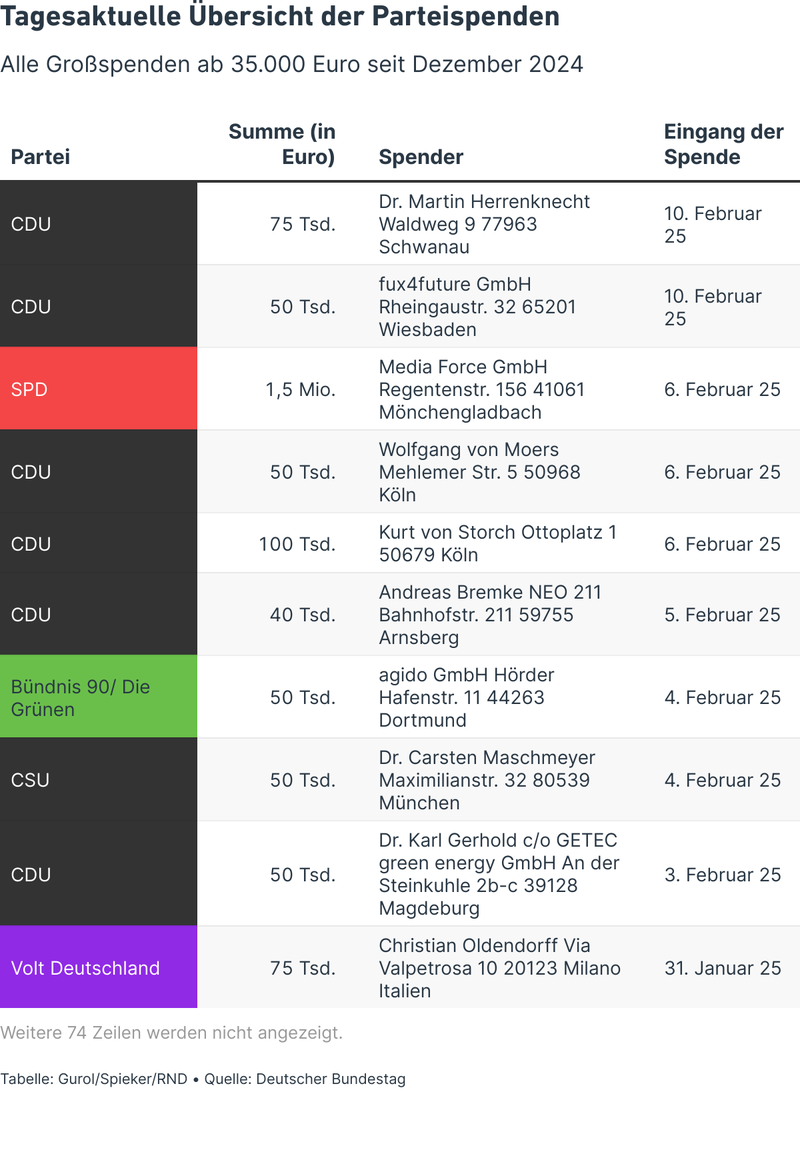 Tagesaktuelle Übersicht der Parteispenden
Alle Großspenden ab 35.000 Euro seit Dezember 2024
Partei
Summe (in
Euro)
Spender
Eingang der
Spende
CDU
75 Tsd.
Dr. Martin Herrenknecht
Waldweg 9 77963
Schwanau
10. Februar
25
CDU
50 Tsd.
fux4future GmbH
Rheingaustr. 32 65201
Wiesbaden
10. Februar
25
SPD
1,5 Mio.
Media Force GmbH
Regentenstr. 156 41061
Mönchengladbach
6. Februar 25
CDU
50 Tsd.
Wolfgang von Moers
Mehlemer Str. 5 50968
Köln
6. Februar 25
CDU
100 Tsd.
Kurt von Storch Ottoplatz 1
50679 Köln
6. Februar 25
CDU
40 Tsd.
Andreas Bremke NEO 211
Bahnhofstr. 211 59755
Arnsberg
5. Februar 25
Bündnis 90/ Die
Grünen
50 Tsd.
agido GmbH Hörder
Hafenstr. 11 44263
Dortmund
4. Februar 25
CSU
50 Tsd.
Dr. Carsten Maschmeyer
Maximilianstr. 32 80539
München
4. Februar 25
CDU
50 Tsd.
Dr. Karl Gerhold c/o GETEC
green energy GmbH An der
Steinkuhle 2b-c 39128
Magdeburg
3. Februar 25
Volt Deutschland
75 Tsd.
Christian Oldendorff Via
Valpetrosa 10 20123 Milano
Italien
31. Januar 25
Weitere 74 Zeilen werden nicht angezeigt.
Tabelle: Gurol/Spieker/RND • Quelle: Deutscher Bundestag